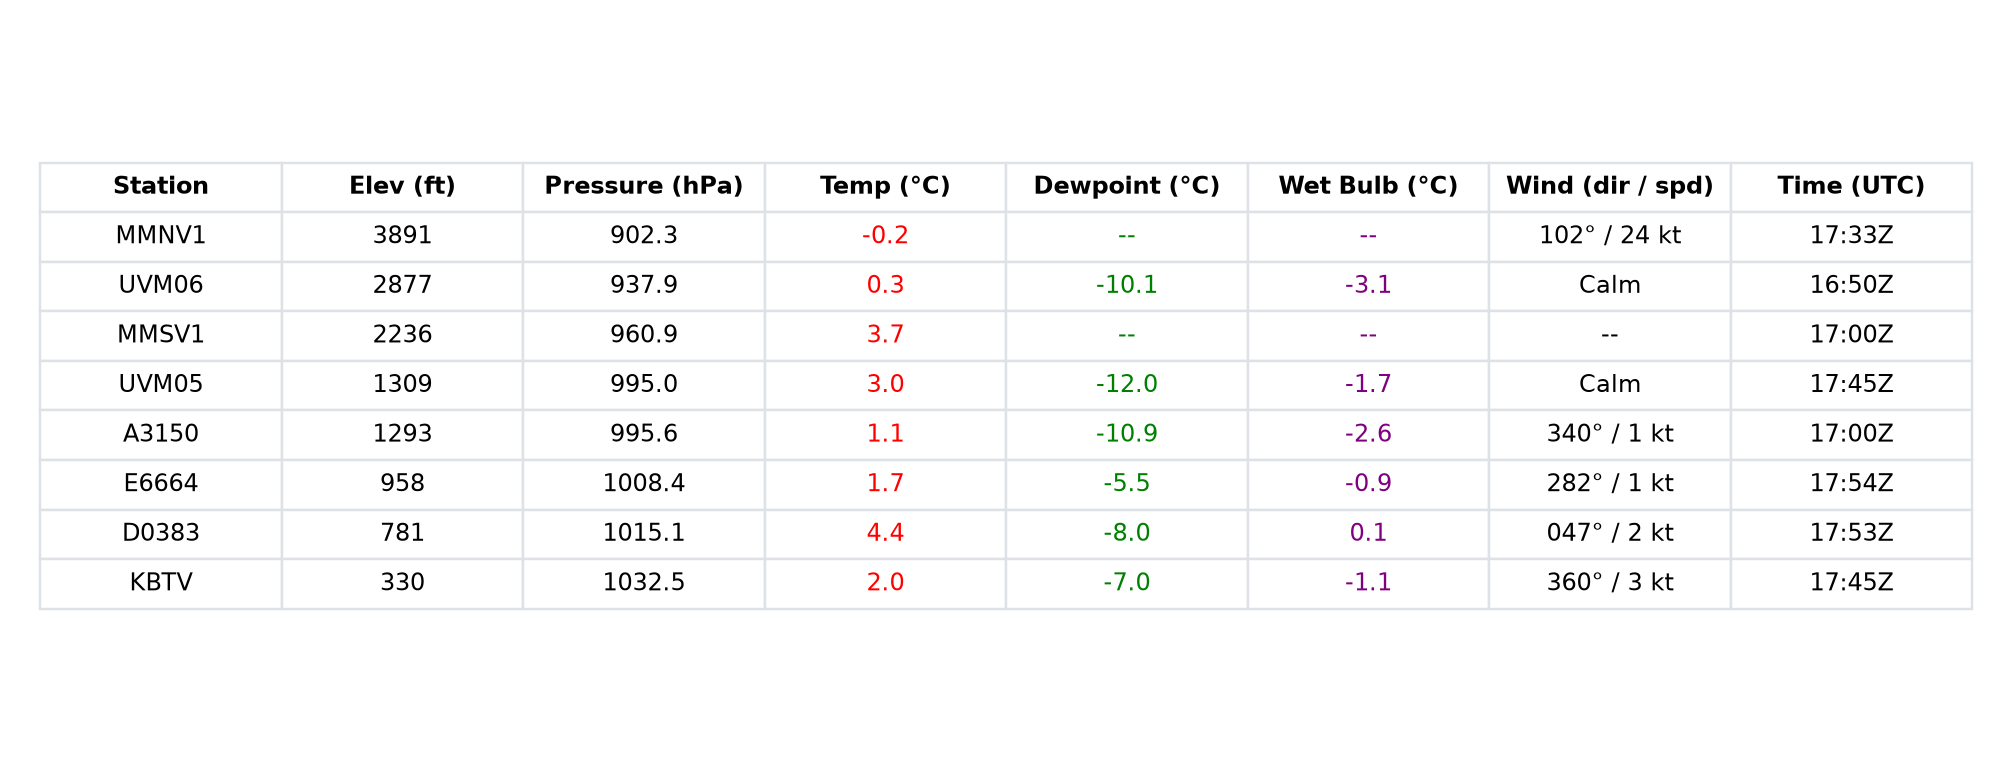 Station Elev (ft) Pressure (hPa) Temp (°C) Dewpoint (°C) Wet Bulb (°C) Wind (dir / spd) Time (UTC)
MMNV1 3891 902.3 -0.2 -- -- 102° / 24 kt 17:33Z
UVM06 2877 937.9 0.3 -10.1 -3.1 Calm 16:50Z
MMSV1 2236 960.9 3.7 -- -- -- 17:00Z
UVM05 1309 995.0 3.0 -12.0 -1.7 Calm 17:45Z
A3150 1293 995.6 1.1 -10.9 -2.6 340° / 1 kt 17:00Z
E6664 958 1008.4 1.7 -5.5 -0.9 282° / 1 kt 17:54Z
D0383 781 1015.1 4.4 -8.0 0.1 047° / 2 kt 17:53Z
KBTV 330 1032.5 2.0 -7.0 -1.1 360° / 3 kt 17:45Z